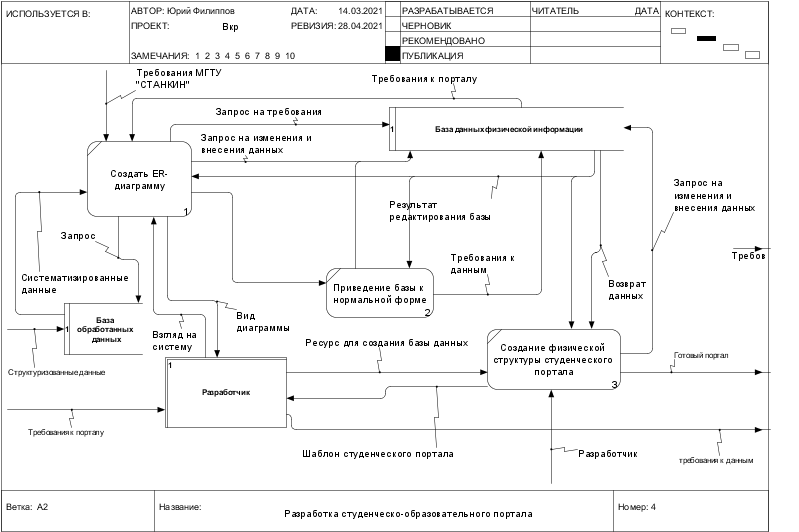 ИСПОЛЬЗУЕТСЯ В:
АВТОР: Юрий Филиппов
ДАТА: 14.03.2021
ПРОЕКТ: Вкр
РЕВИЗИЯ: 28.04.2021
ЗАМЕЧАНИЯ: 1 2 3 4 5 6 7 8 9 10
РАЗРАБАТЫВАЕТСЯ
ЧЕРНОВИК
РЕКОМЕНДОВАНО
ПУБЛИКАЦИЯ
ЧИТАТЕЛЬ ДАТА
КОНТЕКСТ:
Требования МГТУ
"СТАНКИН"
Требования к порталу
Запрос на требования
1
База данных физической информации
Запрос на изменения и
внесения данных
Создать ER-
диаграмму
1
Запрос на
изменения и
внесения данных
Результат
редактирования базы
Запрос
Требования к
данным
Требов
Систематизированные
данные
Приведение базы к
нормальной форме
2
Возврат
данных
1
База
обработанных
данных
Вид
диаграммы
Взгляд на
систему
Ресурс для создания базы данных
Создание физической
структуры студенческого
портала
3
Готовый портал
Структуризованные данные
1
Разработчик
Требования к порталу
Шаблон студенческого портала
Разработчик
требования к данным
Ветка: A2
Название:
Разработка студенческо-образовательного портала
Номер: 4